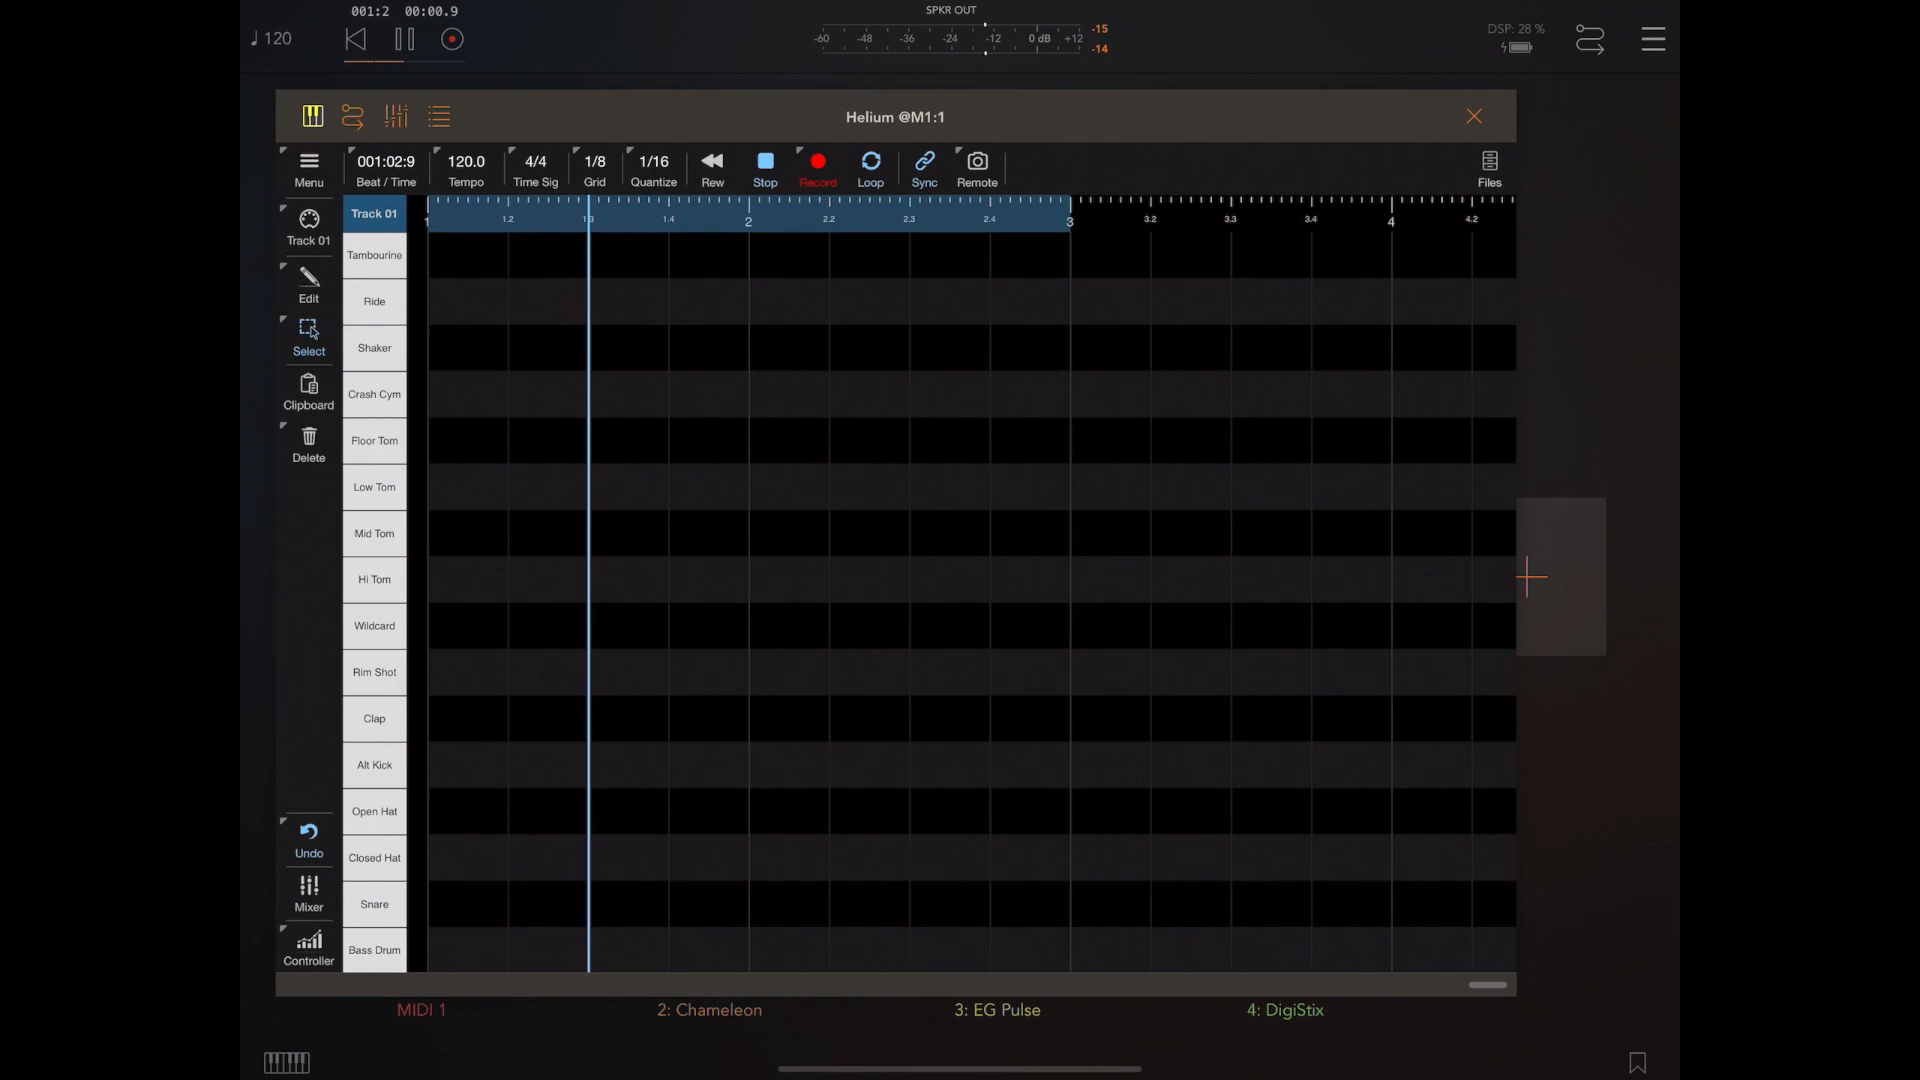 001:2 00:00.9
SPKR OUT
120
-60 -48 -36 -24 -12 0 dB +12
-15
-14
DSP: 28 %
Helium @M1:1
001:02:9 120.0 4/4 1/8 1/16
Menu Beat / Time Tempo Time Sig Grid Quantize Rew Stop Record Loop Sync Remote Files
Track 01
1 1.2 1.3 1.4 2 2.2 2.3 2.4 3 3.2 3.3 3.4 4 4.2
Track 01
Edit
Select
Clipboard
Delete
Undo
Mixer
Controller
Tambourine
Ride
Shaker
Crash Cym
Floor Tom
Low Tom
Mid Tom
Hi Tom
Wildcard
Rim Shot
Clap
Alt Kick
Open Hat
Closed Hat
Snare
Bass Drum
MIDI 1 2: Chameleon 3: EG Pulse 4: DigiStix